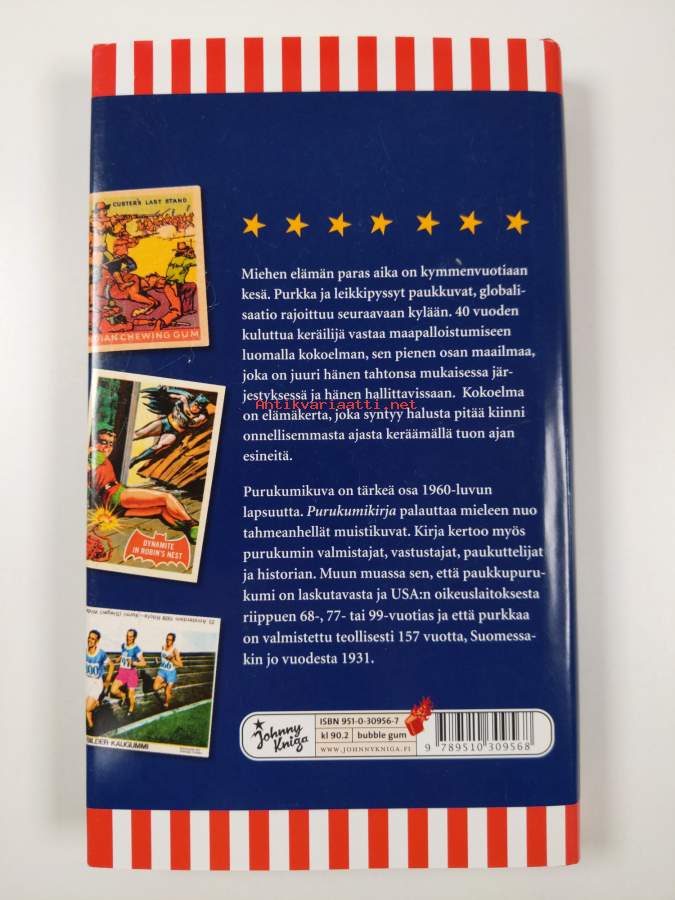 CUSTER'S LAST STAND
IAN CHEWING GUM
DYNAMITE
IN ROBIN'S NEST
BILDER-KAUGUMMI
Miehen elämän paras aika on kymmenvuotiaan
kesä. Purkka ja leikkipyssyt paukkuvat, globali-
saatio rajoittuu seuraavaan kylään. 40 vuoden
kuluttua keräilijä vastaa maapalloistumiseen
luomalla kokoelman, sen pienen osan maailmaa,
joka on juuri hänen tahtonsa mukaisessa jär-
jestyksessä ja hänen hallittavissaan. Kokoelma
on elämäkerta, joka syntyy halusta pitää kiinni
onnellisemmasta ajasta keräämällä tuon ajan
esineitä.
Antikvariaatti.net
Purukumikuva on tärkeä osa 1960-luvun
lapsuutta. Purukumikirja palauttaa mieleen nuo
tahmeanhellät muistikuvat. Kirja kertoo myös
purukumin valmistajat, vastustajat, paukuttelijat
ja historian. Muun muassa sen, että paukkupuru-
kumi on laskutavasta ja USA:n oikeuslaitoksesta
riippuen 68-, 77- tai 99-vuotias ja että purkkaa
on valmistettu teollisesti 157 vuotta, Suomessa-
kin jo vuodesta 1931.
Johnny
Kniga
ISBN 951-0-30956-7
kl 90.2 bubble gum
WWW.JOHNNYKNIGA.FI
9 789510 309568